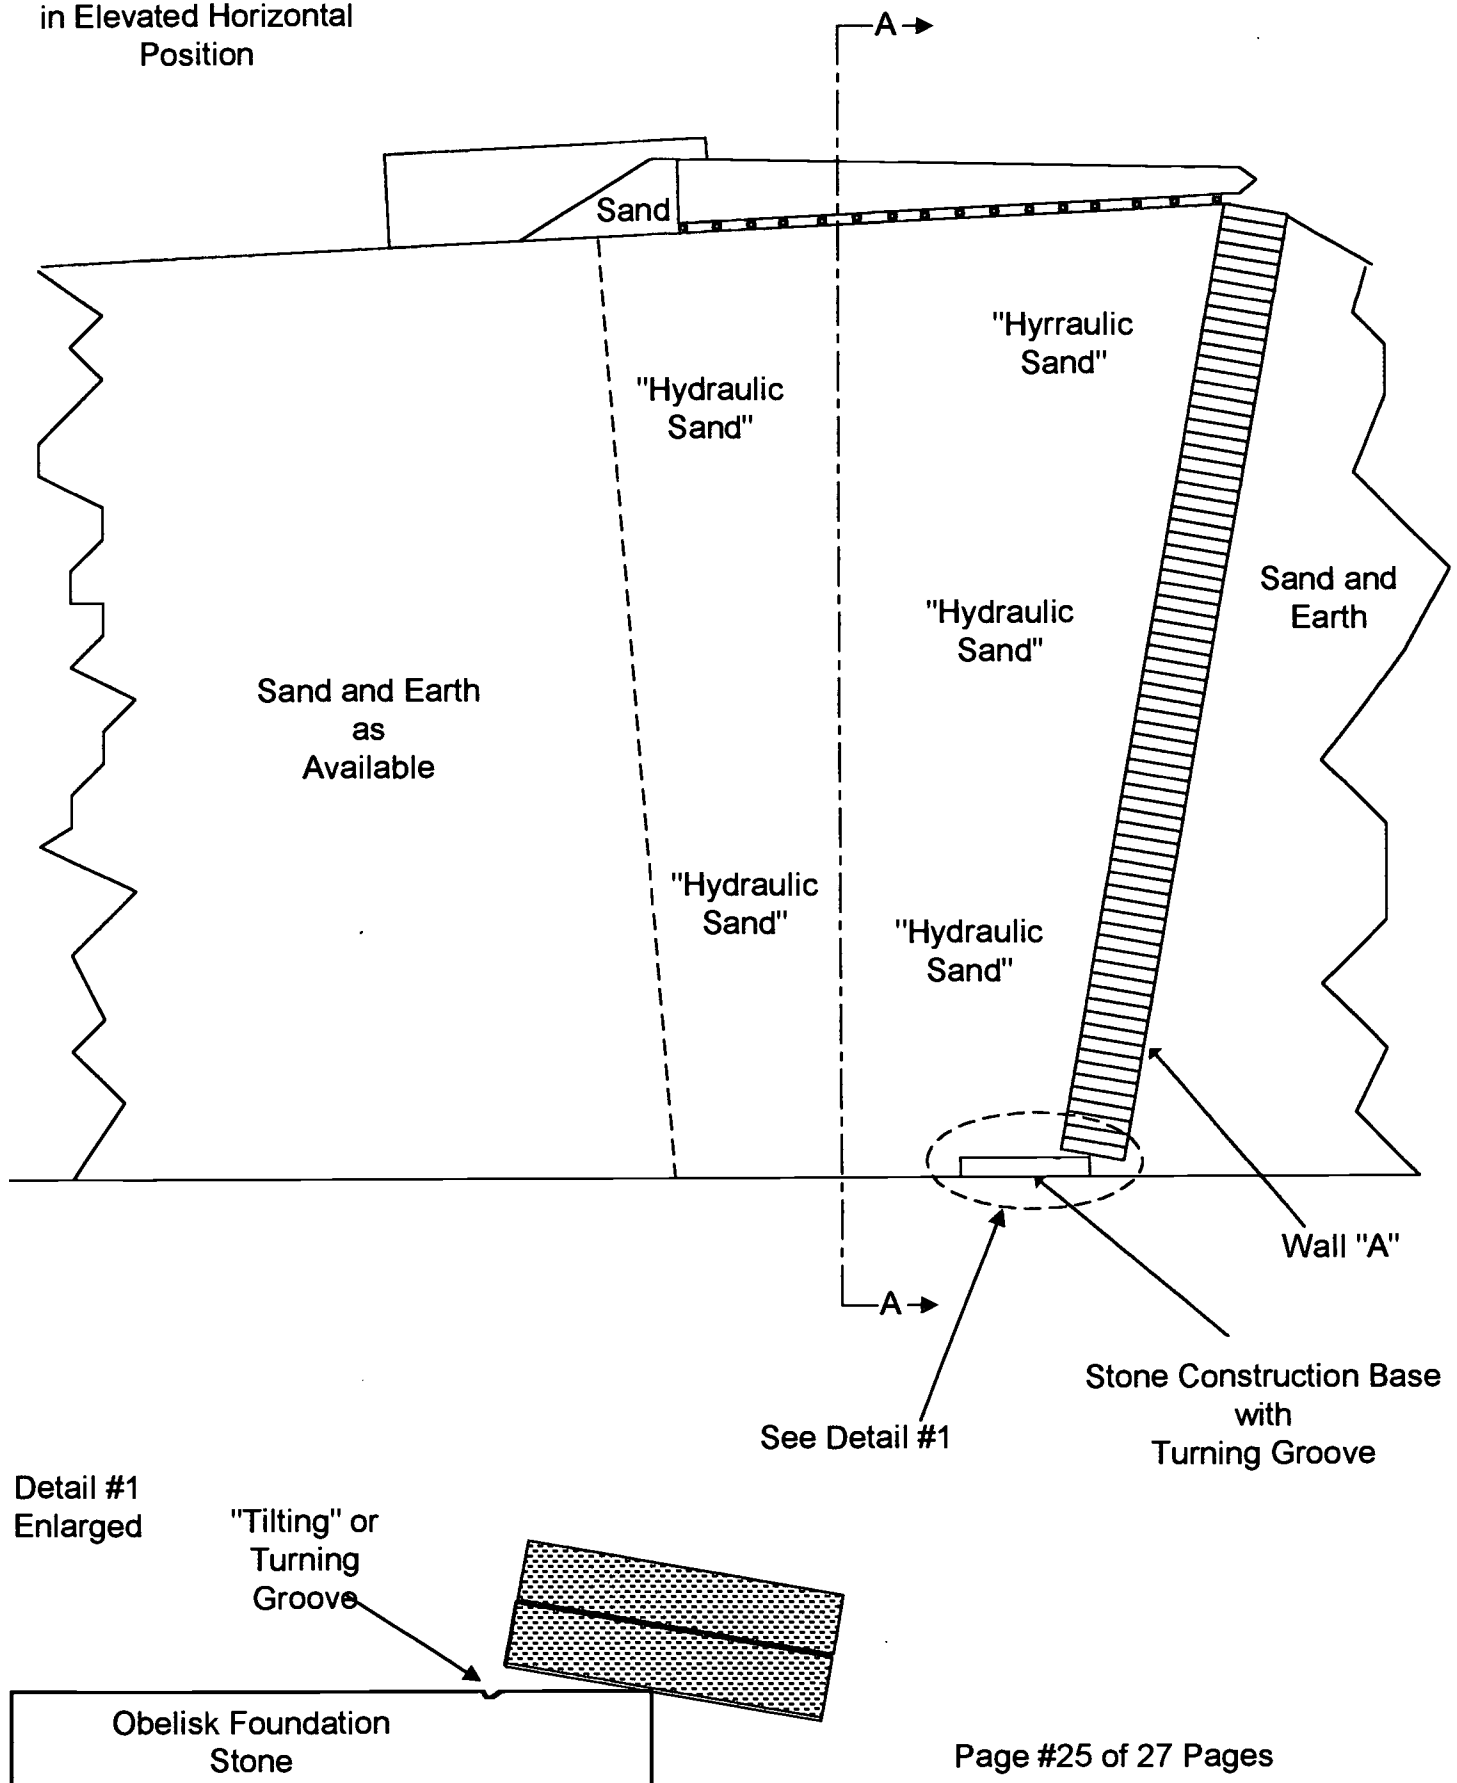 in Elevated Horizontal
Position
A
Sand
"Hyrraulic
Sand"
"Hydraulic
Sand"
Sand and
Earth
"Hydraulic
Sand"
Sand and Earth
as
Available
"Hydraulic
Sand"
"Hydraulic
Sand"
Wall "A"
A
Stone Construction Base
with
Turning Groove
See Detail #1
Detail #1
Enlarged
"Tilting" or
Turning
Groove
Obelisk Foundation
Stone
Page #25 of 27 Pages